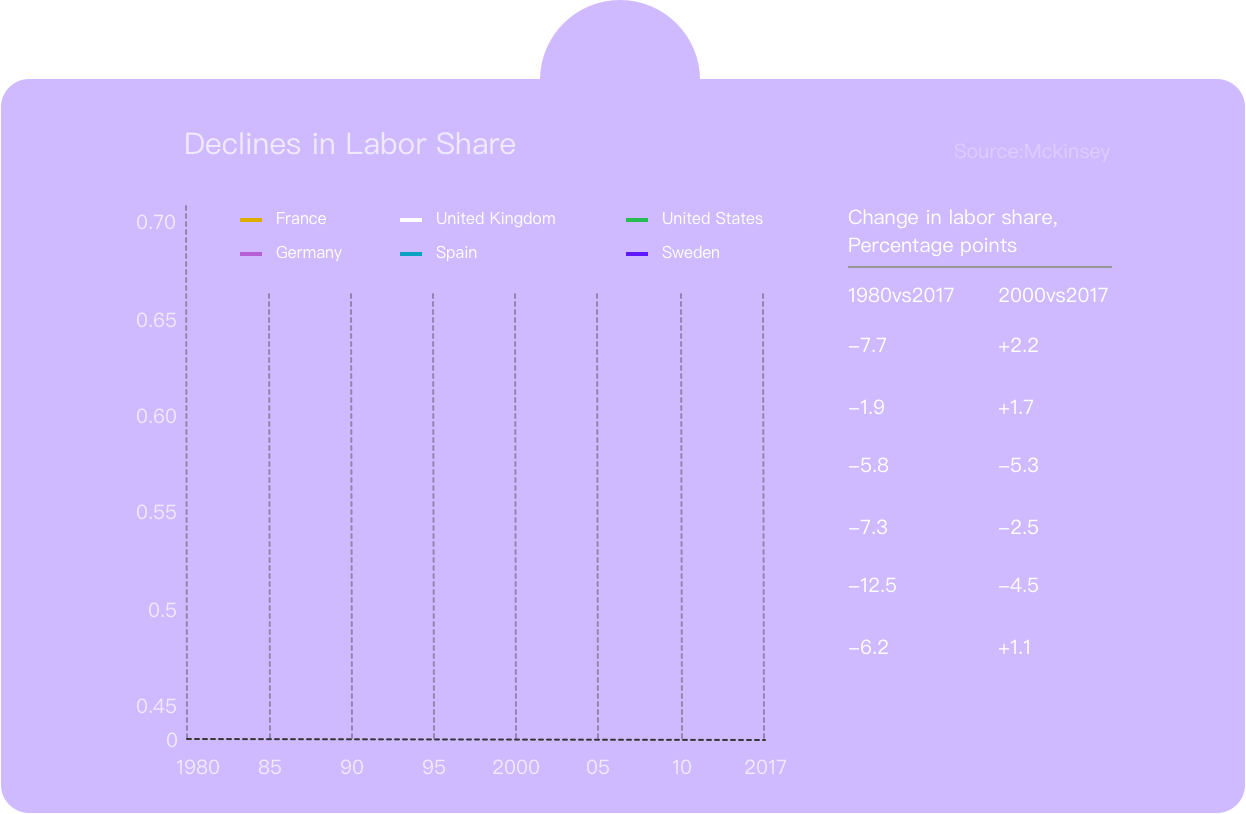 Declines in Labor Share
Source:Mckinsey
France
United Kingdom
United States
Germany
Spain
Sweden
0.70
0.65
0.60
0.55
0.5
0.45
0
1980
85
90
95
2000
05
10
2017
Change in labor share,
Percentage points
1980vs2017 2000vs2017
–7.7 +2.2
–1.9 +1.7
–5.8 –5.3
–7.3 –2.5
–12.5 –4.5
–6.2 +1.1